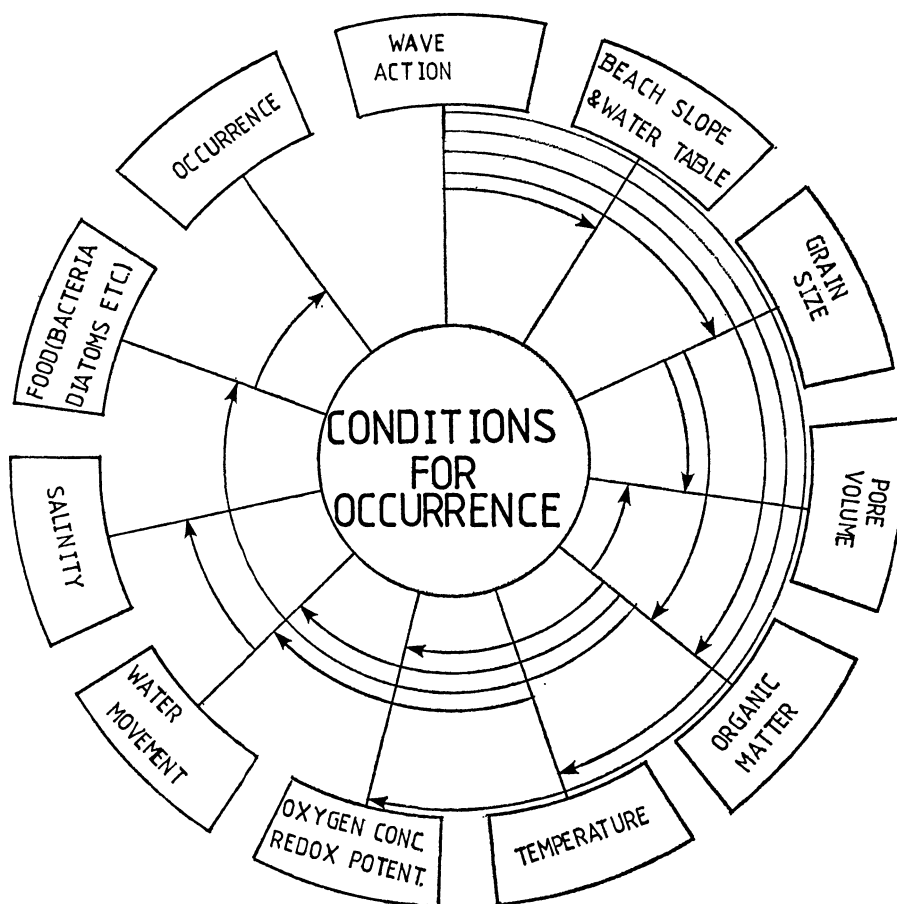 WAVE
ACTION
BEACH SLOPE
&WATER TABLE
GRAIN
SIZE
PORE
VOLUME
ORGANIC
MATTER
TEMPERATURE
OXYGEN CONC.
REDOX POTENT.
WATER
MOVEMENT
SALINITY
FOOD(BACTERIA
DIATOMS ETC.)
OCCURRENCE
CONDITIONS
FOR
OCCURRENCE